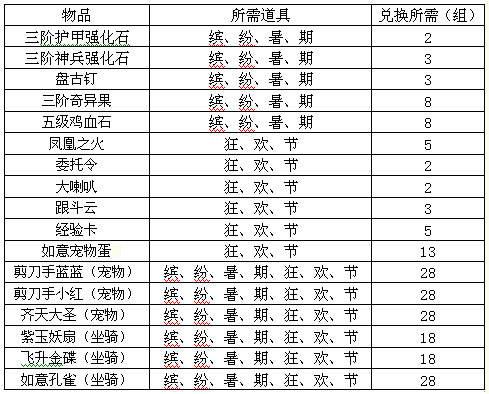 物品 所需道具 兑换所需（组）
三阶护甲强化石 缤、纷、暑、期 2
三阶神兵强化石 缤、纷、暑、期 3
盘古钉 缤、纷、暑、期 3
三阶奇异果 缤、纷、暑、期 8
五级鸡血石 缤、纷、暑、期 8
凤凰之火 狂、欢、节 5
委托令 狂、欢、节 2
大喇叭 狂、欢、节 2
跟斗云 狂、欢、节 3
经验卡 狂、欢、节 5
如意宠物蛋 狂、欢、节 13
剪刀手蓝蓝（宠物） 缤、纷、暑、期、狂、欢、节 28
剪刀手小红（宠物） 缤、纷、暑、期、狂、欢、节 28
齐天大圣（宠物） 缤、纷、暑、期、狂、欢、节 28
紫玉妖扇（坐骑） 缤、纷、暑、期、狂、欢、节 18
飞升金碟（坐骑） 缤、纷、暑、期、狂、欢、节 18
如意孔雀（坐骑） 缤、纷、暑、期、狂、欢、节 28